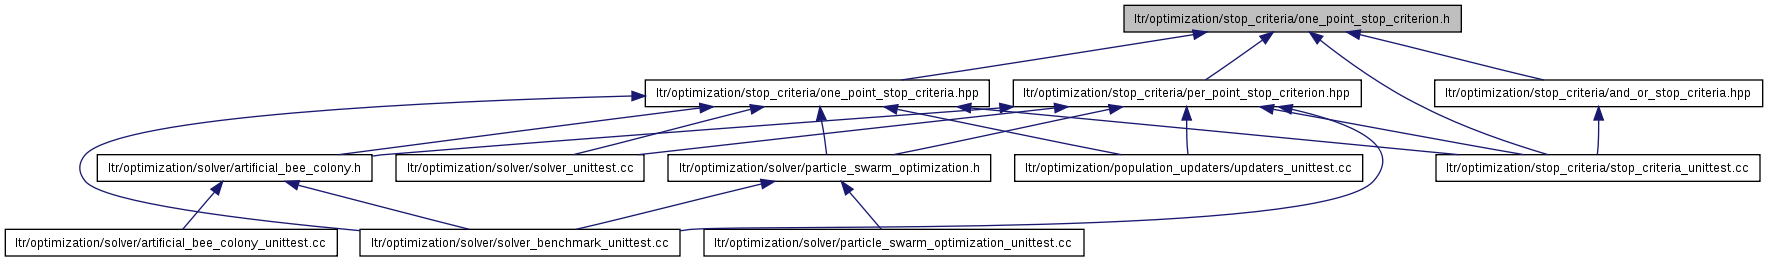 ltr/optimization/stop_criteria/one_point_stop_criterion.h
ltr/optimization/stop_criteria/one_point_stop_criteria.hpp
ltr/optimization/stop_criteria/per_point_stop_criterion.hpp
ltr/optimization/stop_criteria/and_or_stop_criteria.hpp
ltr/optimization/solver/artificial_bee_colony.h
ltr/optimization/solver/solver_unittest.cc
ltr/optimization/solver/particle_swarm_optimization.h
ltr/optimization/population_updaters/updaters_unittest.cc
ltr/optimization/stop_criteria/stop_criteria_unittest.cc
ltr/optimization/solver/artificial_bee_colony_unittest.cc
ltr/optimization/solver/solver_benchmark_unittest.cc
ltr/optimization/solver/particle_swarm_optimization_unittest.cc